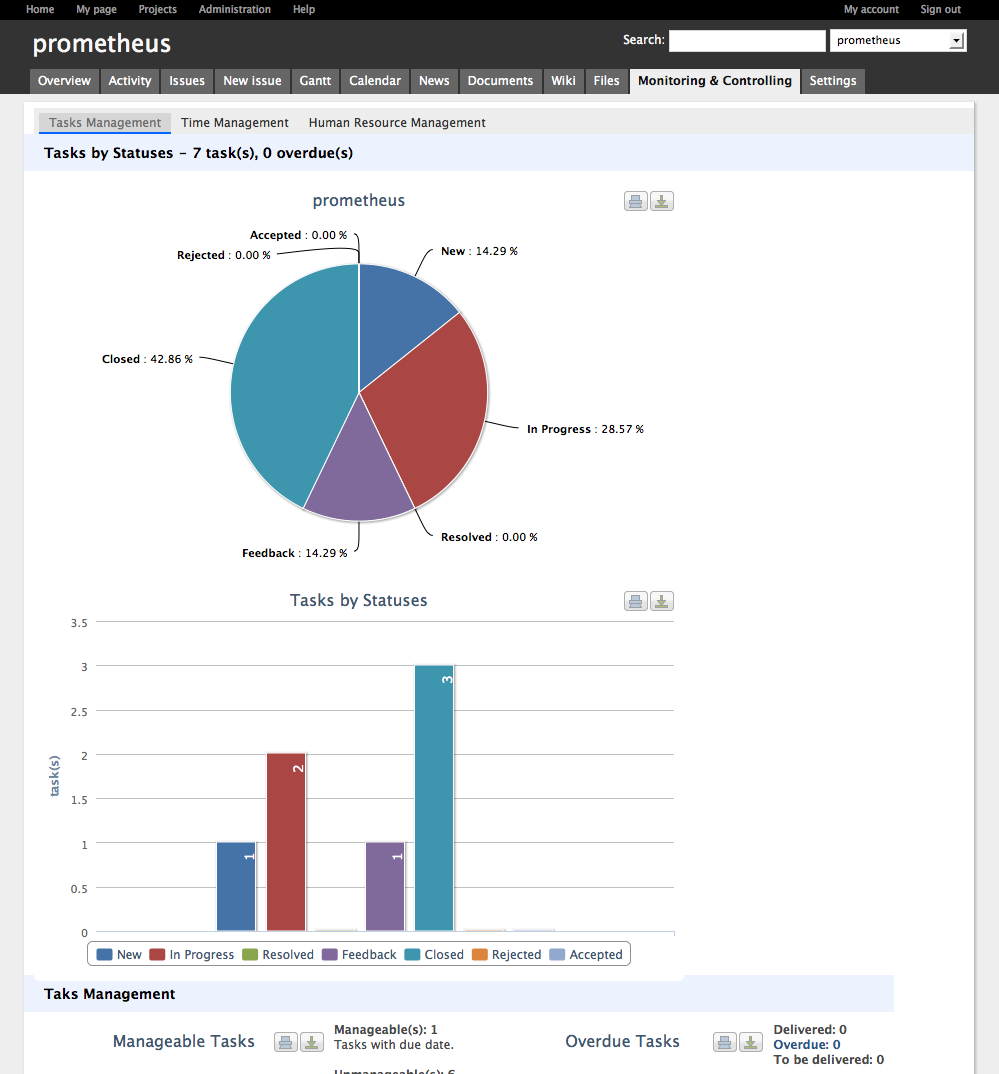 Home My page Projects Administration Help My account Sign out
prometheus
Search: prometheus
Overview Activity Issues New issue Gantt Calendar News Documents Wiki Files Monitoring & Controlling Settings
Tasks Management Time Management Human Resource Management
Tasks by Statuses – 7 task(s), 0 overdue(s)
prometheus
Accepted : 0.00 %
Rejected : 0.00 %
New : 14.29 %
Closed : 42.86 %
In Progress : 28.57 %
Resolved : 0.00 %
Feedback : 14.29 %
Tasks by Statuses
3.5
3
2.5
2
1.5
1
0.5
0
task(s)
1
2
1
3
New In Progress Resolved Feedback Closed Rejected Accepted
Taks Management
Manageable Tasks
Manageable(s): 1
Tasks with due date.
Unmanageable(s): 6
Overdue Tasks
Delivered: 0
Overdue: 0
To be delivered: 0